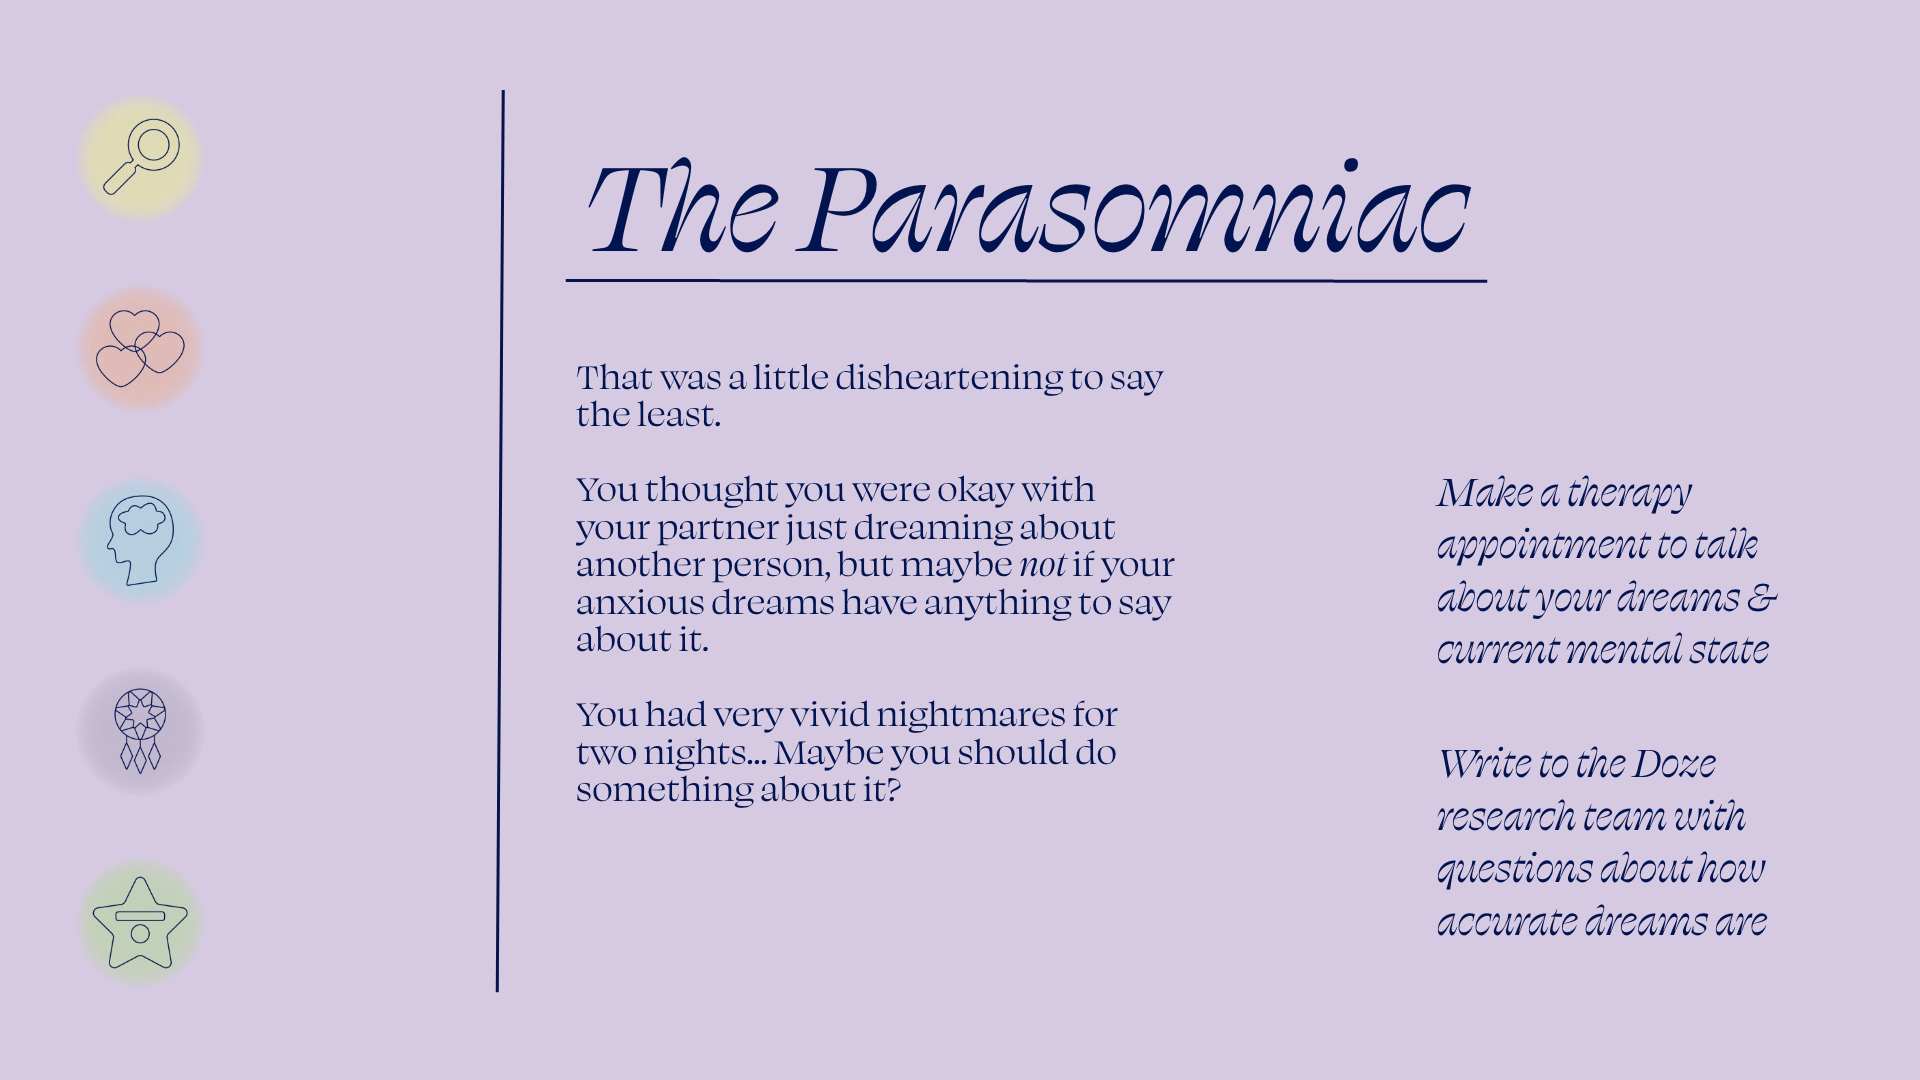 The Parasomniac
That was a little disheartening to say
the least.
You thought you were okay with
your partner just dreaming about
another person, but maybe not if your
anxious dreams have anything to say
about it.
You had very vivid nightmares for
two nights... Maybe you should do
something about it?
Make a therapy
appointment to talk
about your dreams &
current mental state
Write to the Doze
research team with
questions about how
accurate dreams are